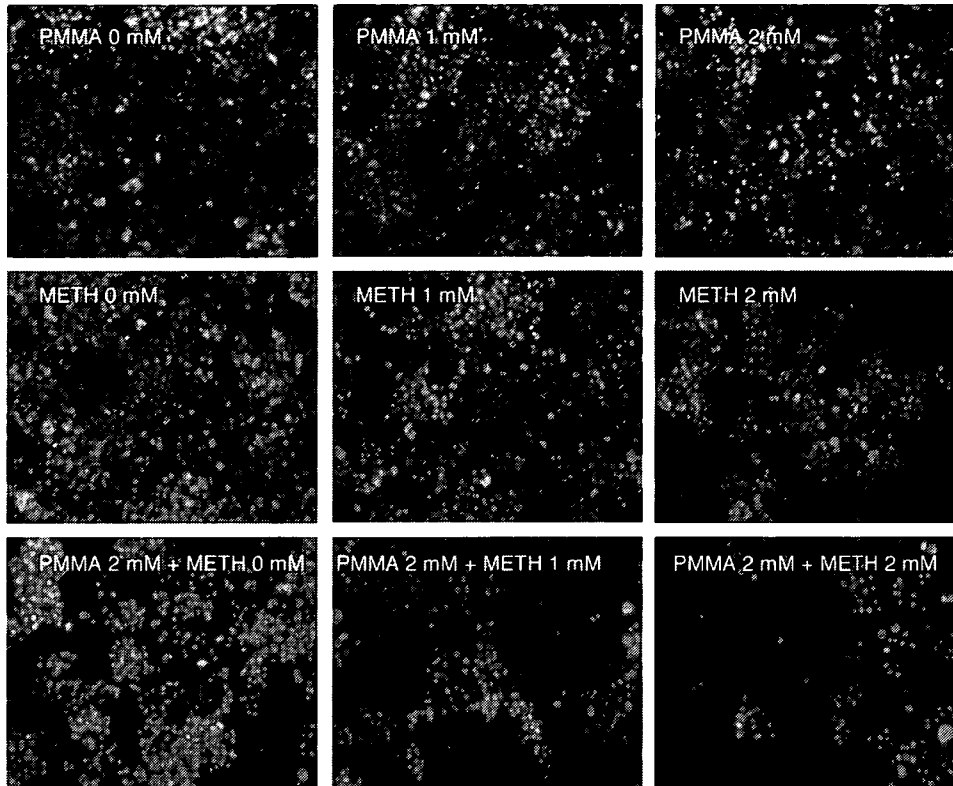 PMMA 0 mM
PMMA 1 mM
PMMA 2 mM
METH 0 mM
METH 1 mM
METH 2 mM
PMMA 2 mM + METH 0 mM
PMMA 2 mM + METH 1 mM
PMMA 2 mM + METH 2 mM